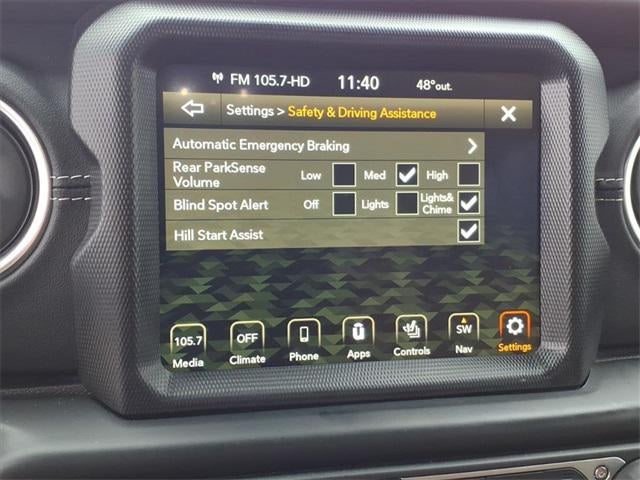 FM 105.7-HD 11:40 48°out.
Settings > Safety & Driving Assistance
Automatic Emergency Braking
Rear ParkSense Volume Low Med High
Blind Spot Alert Off Lights Lights& Chime
Hill Start Assist
105.7 OFF SW
Media Climate Phone Apps Controls Nav Settings